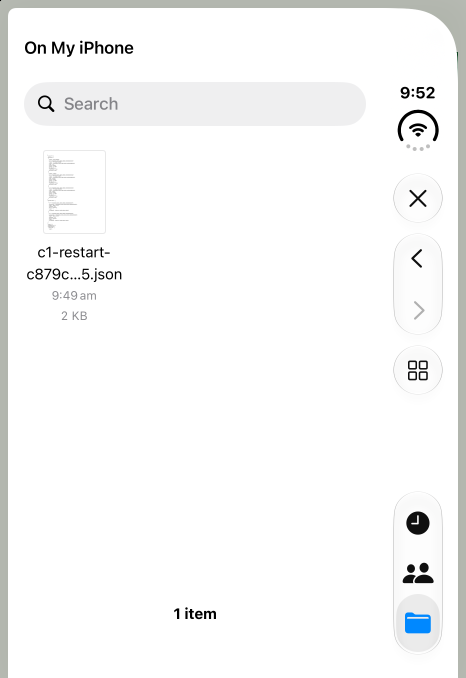 On My iPhone
Search
9:52
c1-restart-
c879c...5.json
9:49 am
2 KB
1 item